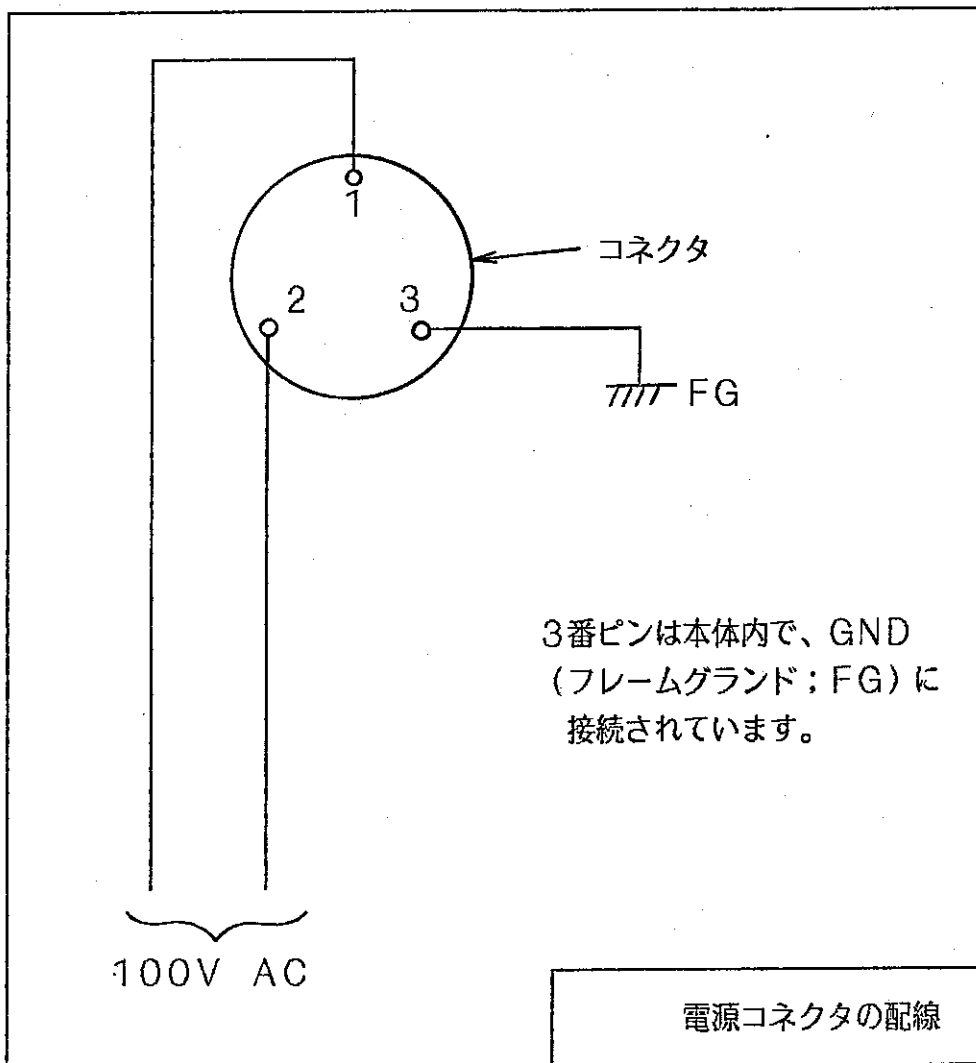 1
コネクタ
2
3
FG
3番ピンは本体内で、GND
(フレームグランド;FG)に
接続されています。
100V AC
電源コネクタの配線